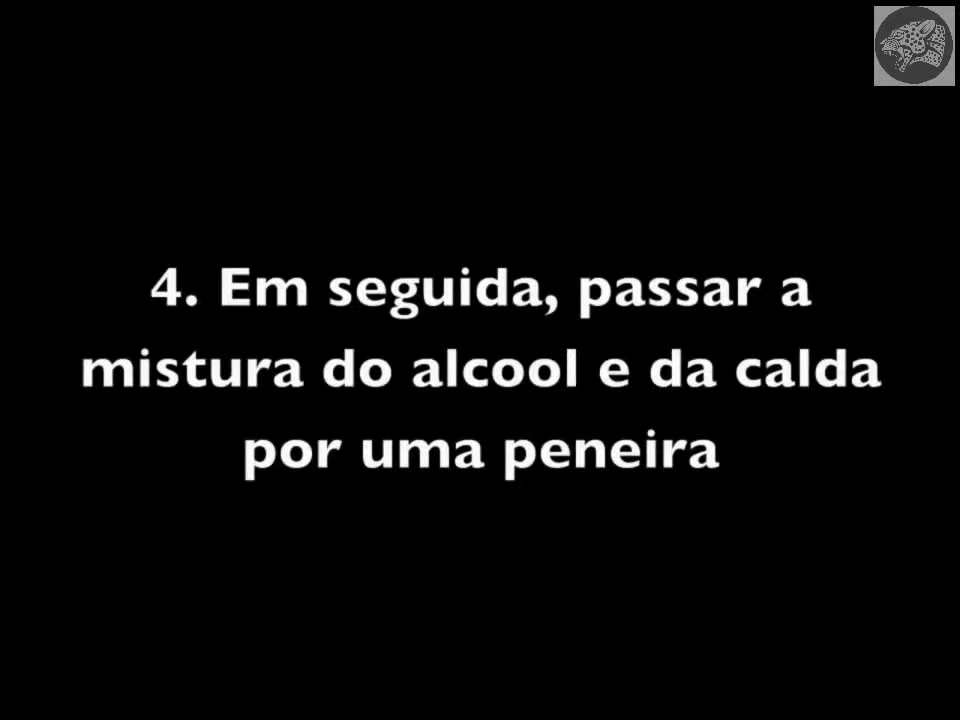 4. Em seguida, passar a
mistura do alcool e da calda
por uma peneira